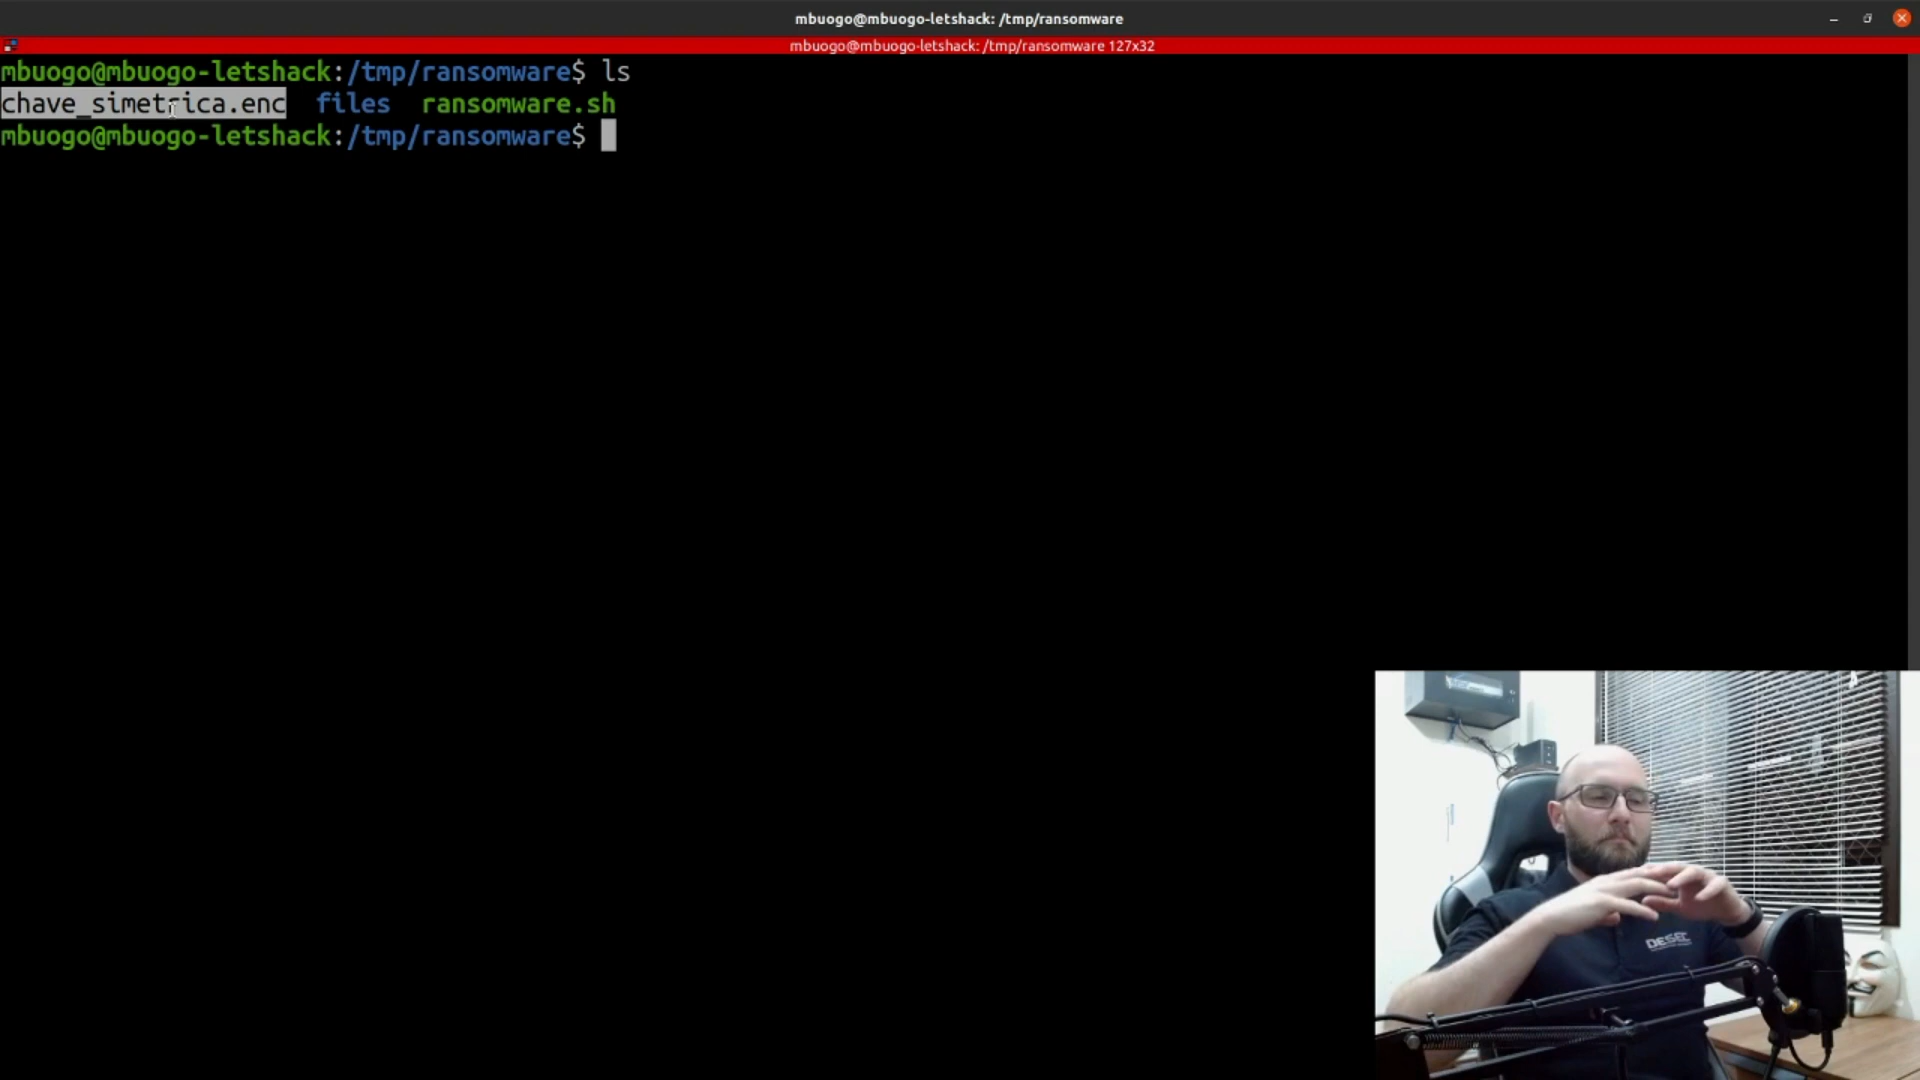 mbuogo@mbuogo-letshack: /tmp/ransomware
mbuogo@mbuogo-letshack: /tmp/ransomware 127x32
mbuogo@mbuogo-letshack:/tmp/ransomware$ ls
chave_simetrica.enc files ransomware.sh
mbuogo@mbuogo-letshack:/tmp/ransomware$
DESEC